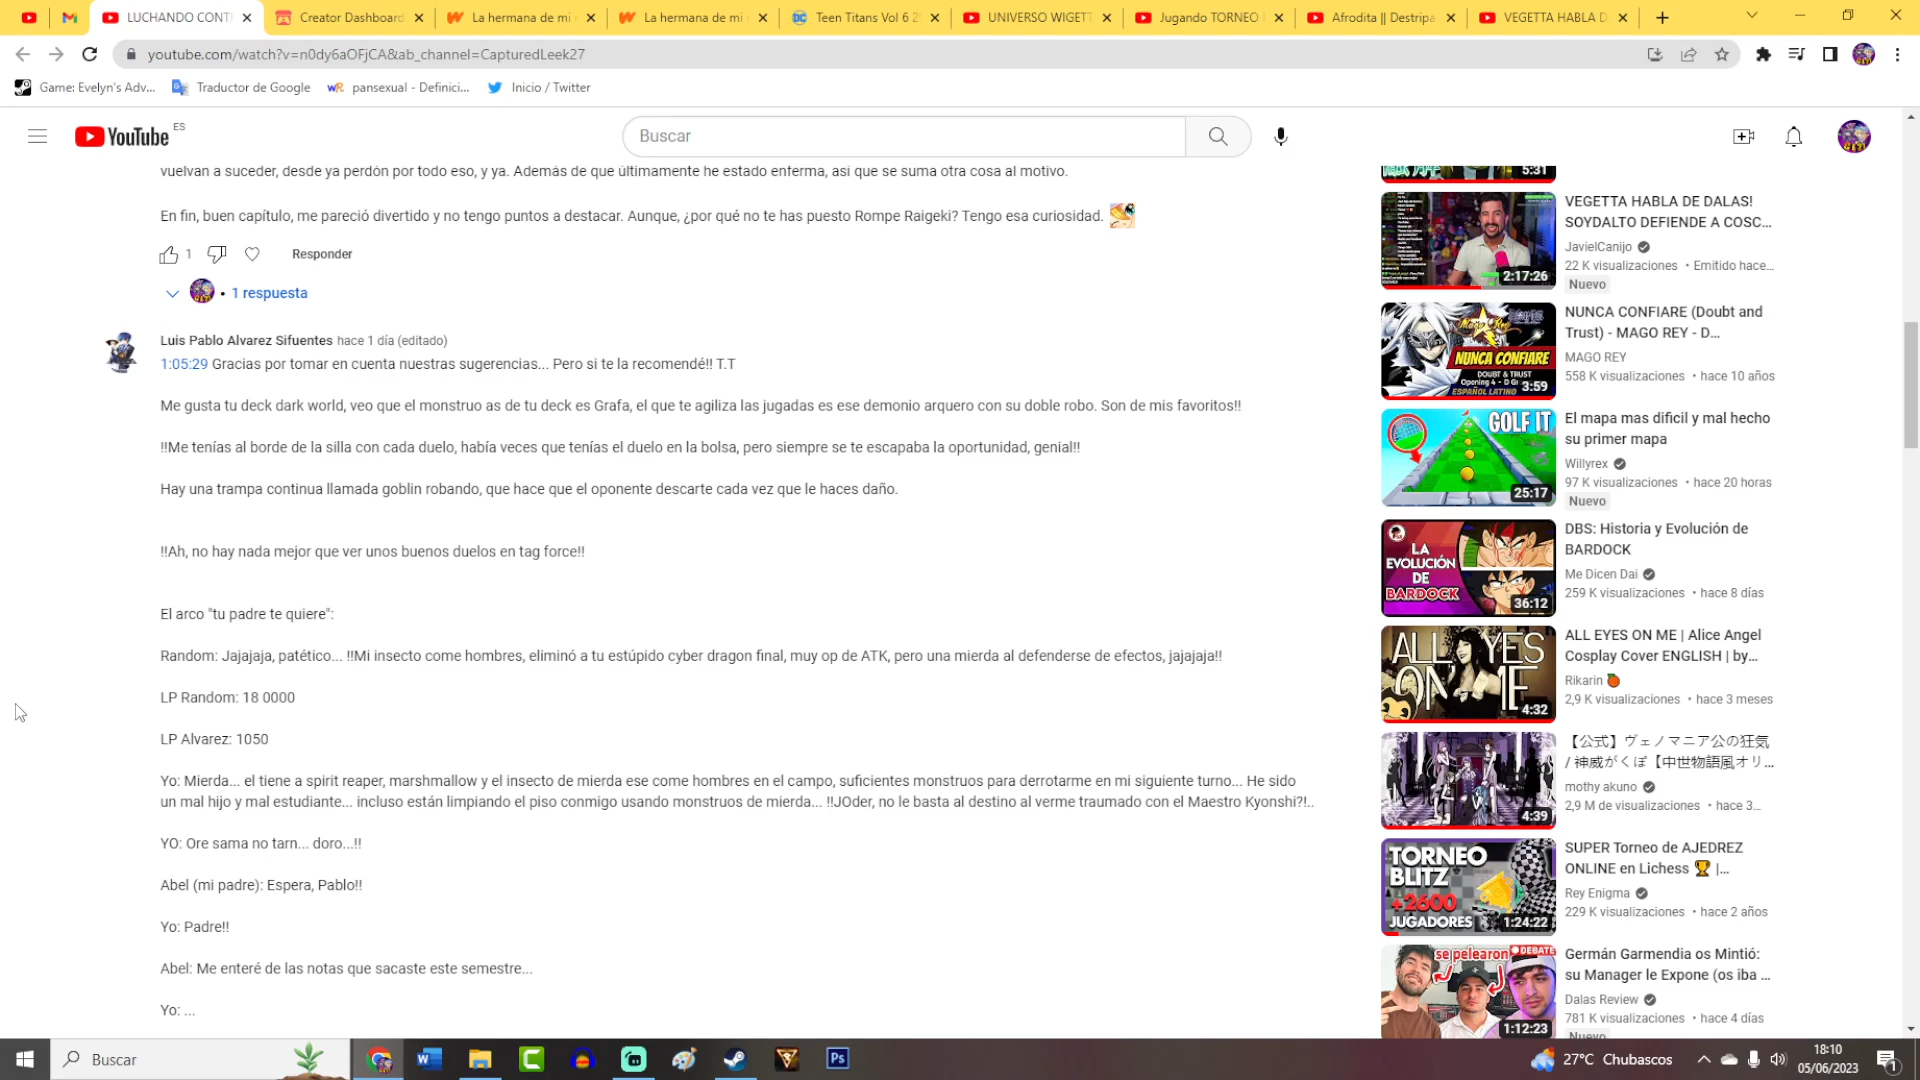 LUCHANDO CONT
Creator Dashboard
La hermana de mi
La hermana de mi
Teen Titans Vol 6 2
UNIVERSO WIGETT
Jugando TORNEO
Afrodita || Destripa
VEGETTA HABLA D
youtube.com/watch?v=n0dy6aOFjCA&ab_channel=CapturedLeek27
Game: Evelyn's Adv...
Traductor de Google
pansexual - Definici...
Inicio / Twitter
YouTube ES
Buscar
vuelvan a suceder, desde ya perdón por todo eso, y ya. Además de que últimamente he estado enferma, asi que se suma otra cosa al motivo.
En fin, buen capítulo, me pareció divertido y no tengo puntos a destacar. Aunque, ¿por qué no te has puesto Rompe Raigeki? Tengo esa curiosidad.
1 Responder
• 1 respuesta
Luis Pablo Alvarez Sifuentes hace 1 día (editado)
1:05:29 Gracias por tomar en cuenta nuestras sugerencias... Pero si te la recomendé!! T.T
Me gusta tu deck dark world, veo que el monstruo as de tu deck es Grafa, el que te agiliza las jugadas es ese demonio arquero con su doble robo. Son de mis favoritos!!
!!Me tenías al borde de la silla con cada duelo, había veces que tenías el duelo en la bolsa, pero siempre se te escapaba la oportunidad, genial!!
Hay una trampa continua llamada goblin robando, que hace que el oponente descarte cada vez que le haces daño.
!!Ah, no hay nada mejor que ver unos buenos duelos en tag force!!
El arco "tu padre te quiere":
Random: Jajajaja, patético... !!Mi insecto come hombres, eliminó a tu estúpido cyber dragon final, muy op de ATK, pero una mierda al defenderse de efectos, jajajaja!!
LP Random: 18 0000
LP Alvarez: 1050
Yo: Mierda... el tiene a spirit reaper, marshmallow y el insecto de mierda ese come hombres en el campo, suficientes monstruos para derrotarme en mi siguiente turno... He sido
un mal hijo y mal estudiante... incluso están limpiando el piso conmigo usando monstruos de mierda... !!JOder, no le basta al destino al verme traumado con el Maestro Kyonshi?!..
YO: Ore sama no tarn... doro...!!
Abel (mi padre): Espera, Pablo!!
Yo: Padre!!
Abel: Me enteré de las notas que sacaste este semestre...
Yo: ...
5:31
2:17:26
VEGETTA HABLA DE DALAS!
SOYDALTO DEFIENDE A COSC...
JavielCanijo
22 K visualizaciones • Emitido hace...
Nuevo
NUNCA CONFIARE
DOUBT & TRUST
Opening 4 - D G
ESPAÑOL LATINO
3:59
NUNCA CONFIARE (Doubt and
Trust) - MAGO REY - D...
MAGO REY
558 K visualizaciones • hace 10 años
GOLF IT
25:17
El mapa mas dificil y mal hecho
su primer mapa
Willyrex
97 K visualizaciones • hace 20 horas
Nuevo
LA
EVOLUCIÓN
DE
BARDOCK
36:12
DBS: Historia y Evolución de
BARDOCK
Me Dicen Dai
259 K visualizaciones • hace 8 días
ALL EYES
ON ME
4:32
ALL EYES ON ME | Alice Angel
Cosplay Cover ENGLISH | by...
Rikarin
2,9 K visualizaciones • hace 3 meses
4:39
【公式】ヴェノマニア公の狂気
/ 神威がくぽ【中世物語風オリ...
mothy akuno
2,9 M de visualizaciones • hace 3...
TORNEO
BLITZ
+2600
JUGADORES
1:24:22
SUPER Torneo de AJEDREZ
ONLINE en Lichess 🏆 |...
Rey Enigma
229 K visualizaciones • hace 2 años
se pelearon
DEBATE
1:12:23
Germán Garmendia os Mintió:
su Manager le Expone (os iba ...
Dalas Review
781 K visualizaciones • hace 4 días
Nuevo
Buscar
Ps
27°C Chubascos
18:10
05/06/2023
1